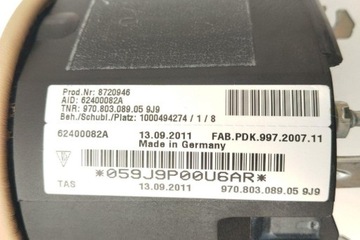 Prod.Nr: 8720946
AID: 62400082A
TNR: 970.803.089.05 9J9
Beh./Schubl./Platz: 1000494274 / 1 / 8
62400082A 13.09.2011 FAB.PDK.997.2007.11
Made in Germany
*059J9P00U6AR*
TAS 13.09.2011 970.803.089.05 9J9